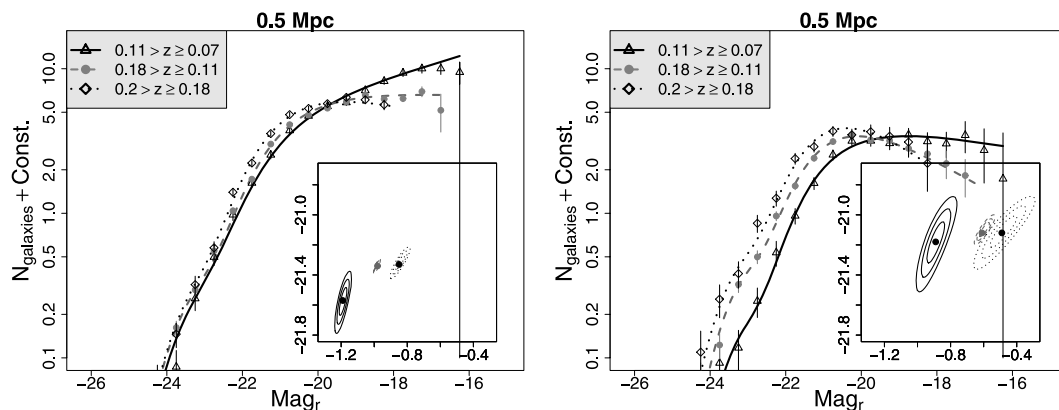 0.5 Mpc
0.11 > z ≥ 0.07
0.18 > z ≥ 0.11
0.2 > z ≥ 0.18
N galaxies + Const.
10.0
5.0
2.0
1.0
0.5
0.2
0.1
-21.0
-21.4
-21.8
-1.2 -0.8 -0.4
-26 -24 -22 -20 -18 -16
Mag r
0.5 Mpc
0.11 > z ≥ 0.07
0.18 > z ≥ 0.11
0.2 > z ≥ 0.18
N galaxies + Const.
10.0
5.0
2.0
1.0
0.5
0.2
0.1
-21.0
-21.4
-21.8
-1.2 -0.8 -0.4
-26 -24 -22 -20 -18 -16
Mag r